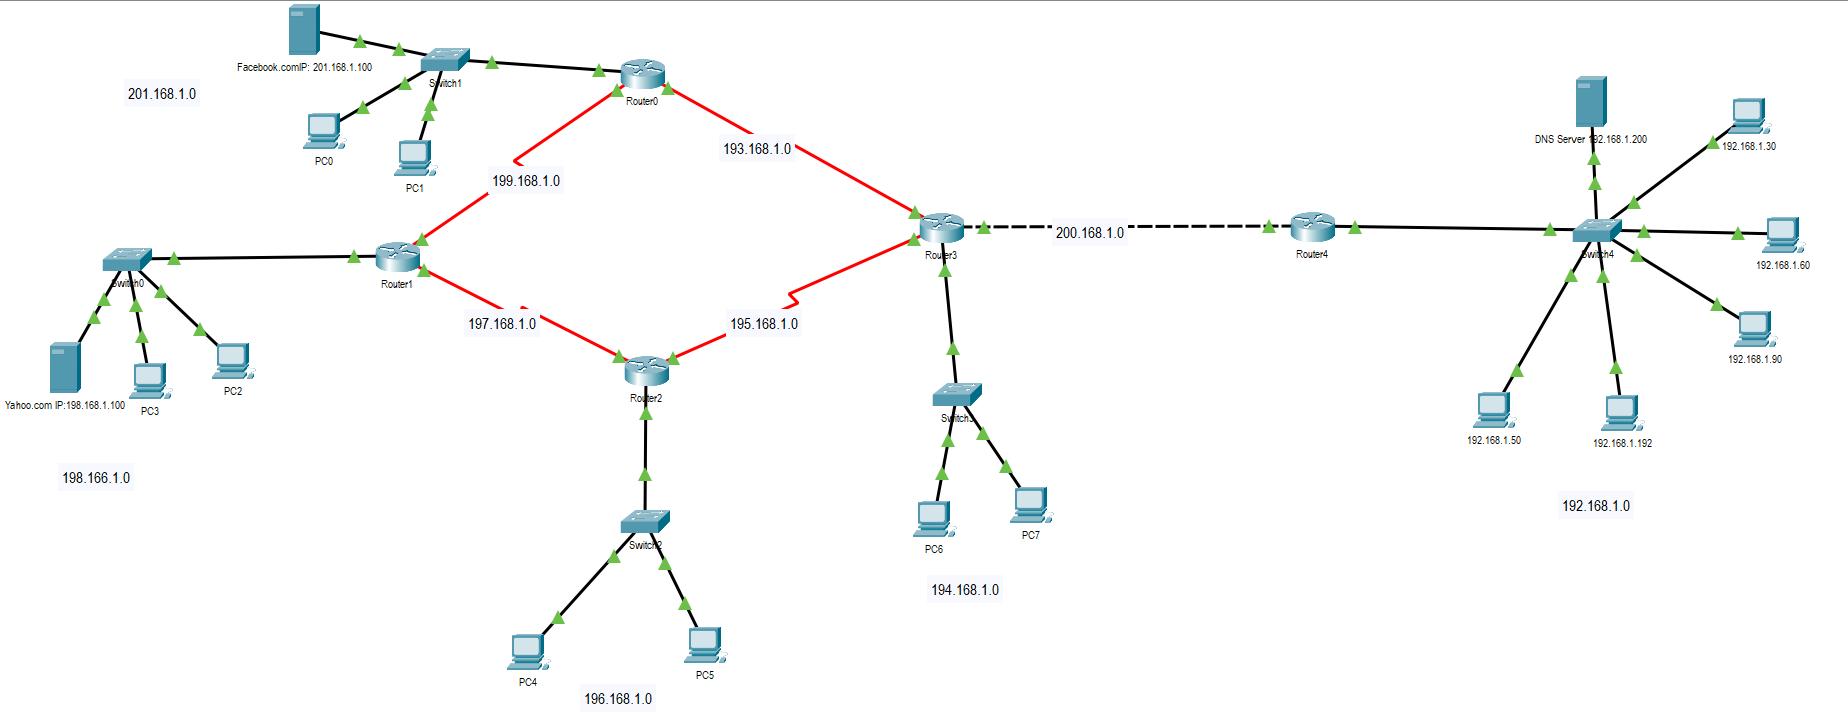 Facebook.comIP: 201.168.1.100
Switch1
201.168.1.0
Router0
PC0
PC1
193.168.1.0
199.168.1.0
DNS Server 192.168.1.200
192.168.1.30
200.168.1.0
Router3
Router4
Switch4
192.168.1.60
Switch0
Router1
197.168.1.0
195.168.1.0
192.168.1.90
Yahoo.com IP:198.168.1.100
PC3
PC2
Router2
Switch3
192.168.1.50
192.168.1.192
198.166.1.0
192.168.1.0
Switch2
PC6
PC7
194.168.1.0
PC4
PC5
196.168.1.0